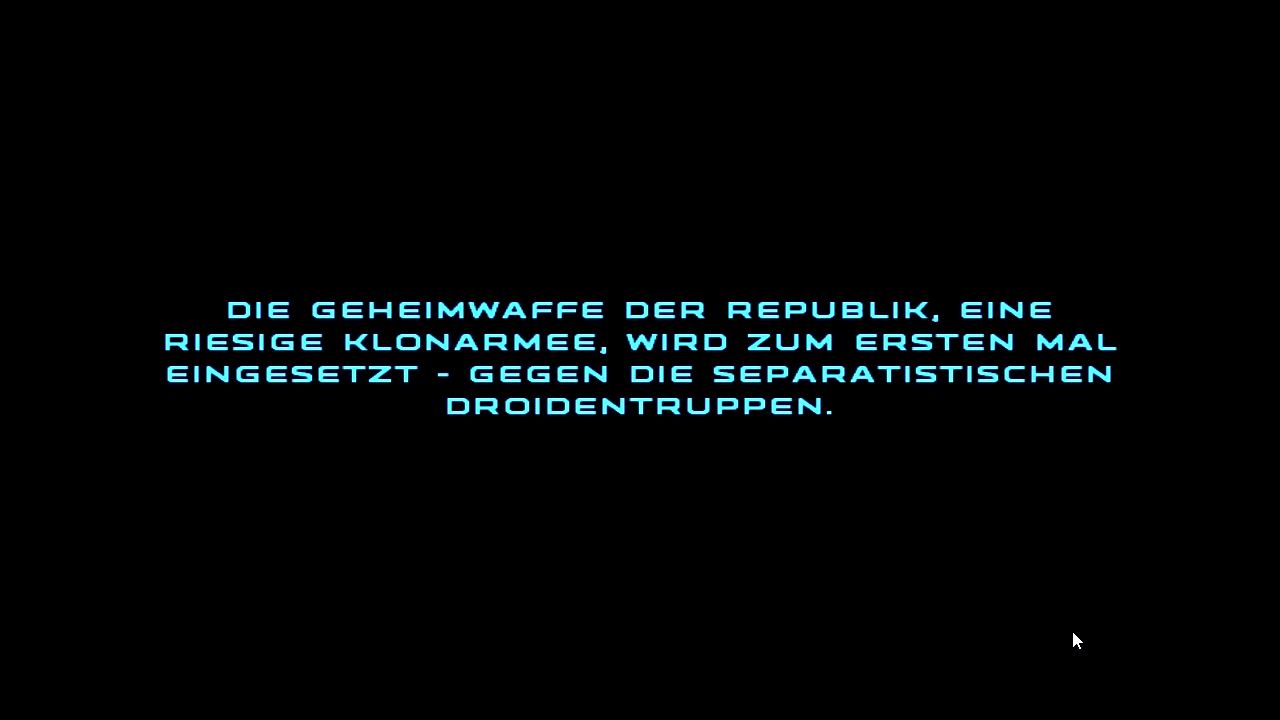 DIE GEHEIMWAFFE DER REPUBLIK, EINE
RIESIGE KLONARMEE, WIRD ZUM ERSTEN MAL
EINGESETZT - GEGEN DIE SEPARATISTISCHEN
DROIDENTRUPPEN.